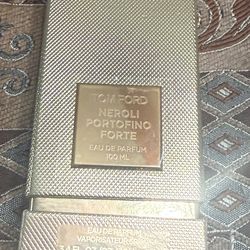 TOM FORD
NEROLI
PORTOFINO
FORTE
EAU DE PARFUM
100 ML
EAU DE PARFUM
VAPORISATEUR